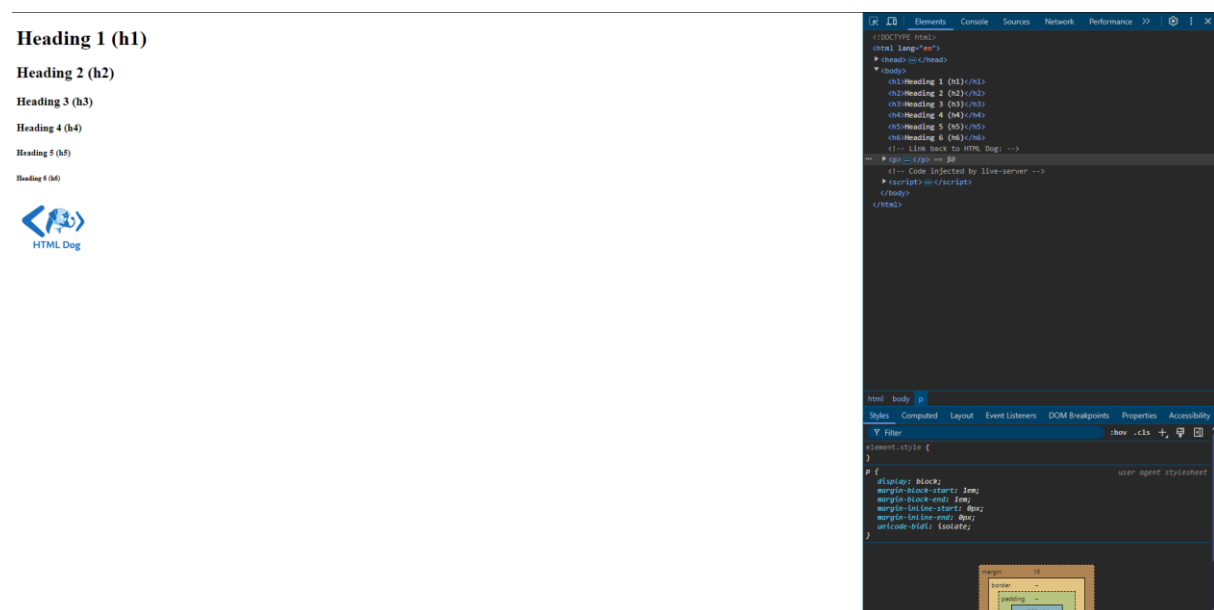 Heading 1 (h1)
Heading 2 (h2)
Heading 3 (h3)
Heading 4 (h4)
Heading 5 (h5)
Heading 6 (h6)
HTML Dog
Elements Console Sources Network Performance
<!DOCTYPE html>
<html lang="en">
<head> </head>
<body>
<h1>Heading 1 (h1)</h1>
<h2>Heading 2 (h2)</h2>
<h3>Heading 3 (h3)</h3>
<h4>Heading 4 (h4)</h4>
<h5>Heading 5 (h5)</h5>
<h6>Heading 6 (h6)</h6>
<!-- Link back to HTML Dog: -->
<p> </p> == $0
<!-- Code injected by live-server -->
<script> </script>
</body>
</html>
html body p
Styles Computed Layout Event Listeners DOM Breakpoints Properties Accessibility
Filter :hov .cls
element.style {
}
p { user agent stylesheet
display: block;
margin-block-start: 1em;
margin-block-end: 1em;
margin-inline-start: 0px;
margin-inline-end: 0px;
unicode-bidi: isolate;
}
margin 16
border -
padding -